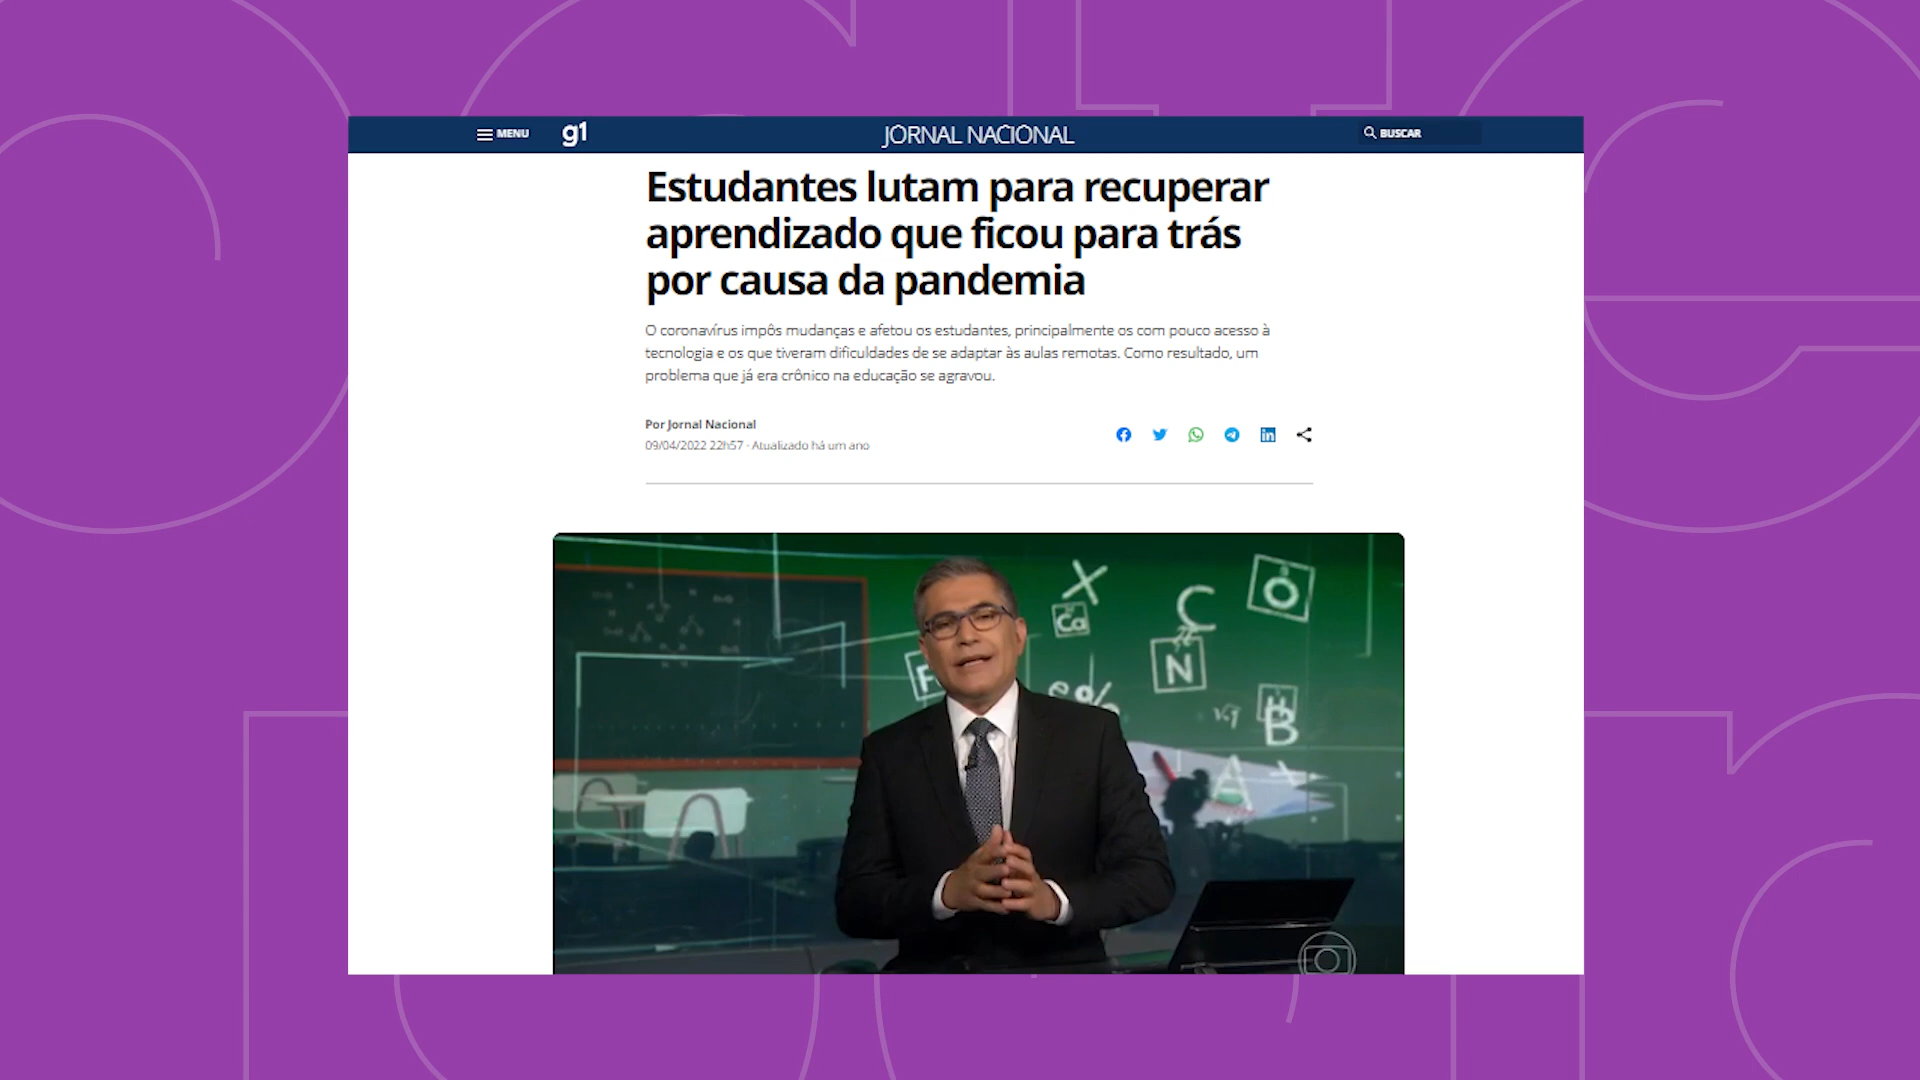 MENU
g1
JORNAL NACIONAL
BUSCAR
Estudantes lutam para recuperar
aprendizado que ficou para trás
por causa da pandemia
O coronavírus impôs mudanças e afetou os estudantes, principalmente os com pouco acesso à
tecnologia e os que tiveram dificuldades de se adaptar às aulas remotas. Como resultado, um
problema que já era crônico na educação se agravou.
Por Jornal Nacional
09/04/2022 22h57 · Atualizado há um ano
X
C
O
Ca
N
F
B
A